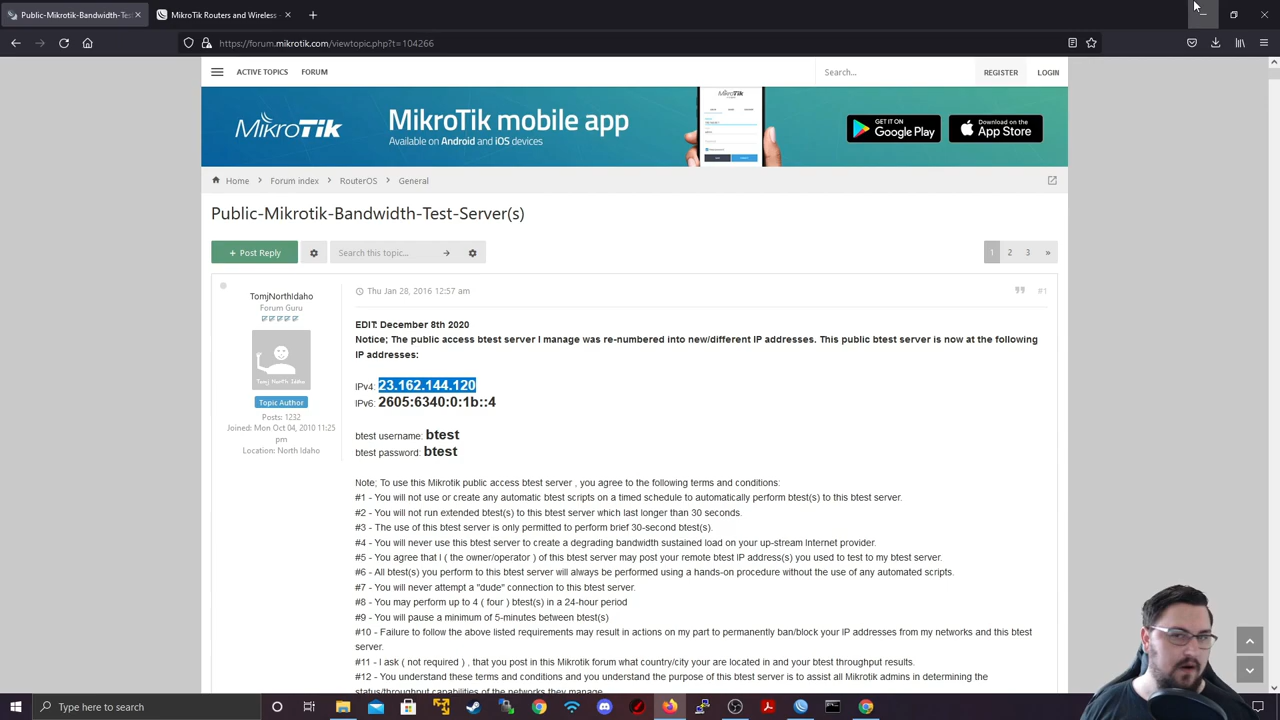 Public-Mikrotik-Bandwidth-Test
MikroTik Routers and Wireless -
https://forum.mikrotik.com/viewtopic.php?t=104266
ACTIVE TOPICS
FORUM
Search...
REGISTER
LOGIN
MikroTik
MikroTik mobile app
Available on Android and iOS devices
GET IT ON
Google Play
Download on the
App Store
Home
Forum index
RouterOS
General
Public-Mikrotik-Bandwidth-Test-Server(s)
+ Post Reply
Search this topic...
1 2 3 »
TomjNorthIdaho
Forum Guru
Tomj North Idaho
Topic Author
Posts: 1232
Joined: Mon Oct 04, 2010 11:25
pm
Location: North Idaho
Thu Jan 28, 2016 12:57 am
#1
EDIT: December 8th 2020
Notice; The public access btest server I manage was re-numbered into new/different IP addresses. This public btest server is now at the following
IP addresses:
IPv4: 23.162.144.120
IPv6: 2605:6340:0:1b::4
btest username: btest
btest password: btest
Note; To use this Mikrotik public access btest server , you agree to the following terms and conditions:
#1 - You will not use or create any automatic btest scripts on a timed schedule to automatically perform btest(s) to this btest server.
#2 - You will not run extended btest(s) to this btest server which last longer than 30 seconds.
#3 - The use of this btest server is only permitted to perform brief 30-second btest(s).
#4 - You will never use this btest server to create a degrading bandwidth sustained load on your up-stream Internet provider.
#5 - You agree that I ( the owner/operator ) of this btest server may post your remote btest IP address(s) you used to test to my btest server.
#6 - All btest(s) you perform to this btest server will always be performed using a hands-on procedure without the use of any automated scripts.
#7 - You will never attempt a "dude" connection to this btest server.
#8 - You may perform up to 4 ( four ) btest(s) in a 24-hour period
#9 - You will pause a minimum of 5-minutes between btest(s)
#10 - Failure to follow the above listed requirements may result in actions on my part to permanently ban/block your IP addresses from my networks and this btest
server.
#11 - I ask ( not required ) , that you post in this Mikrotik forum what country/city your are located in and your btest throughput results.
#12 - You understand these terms and conditions and you understand the purpose of this btest server is to assist all Mikrotik admins in determining the
status/throughput capabilities of the networks they manage.
Type here to search